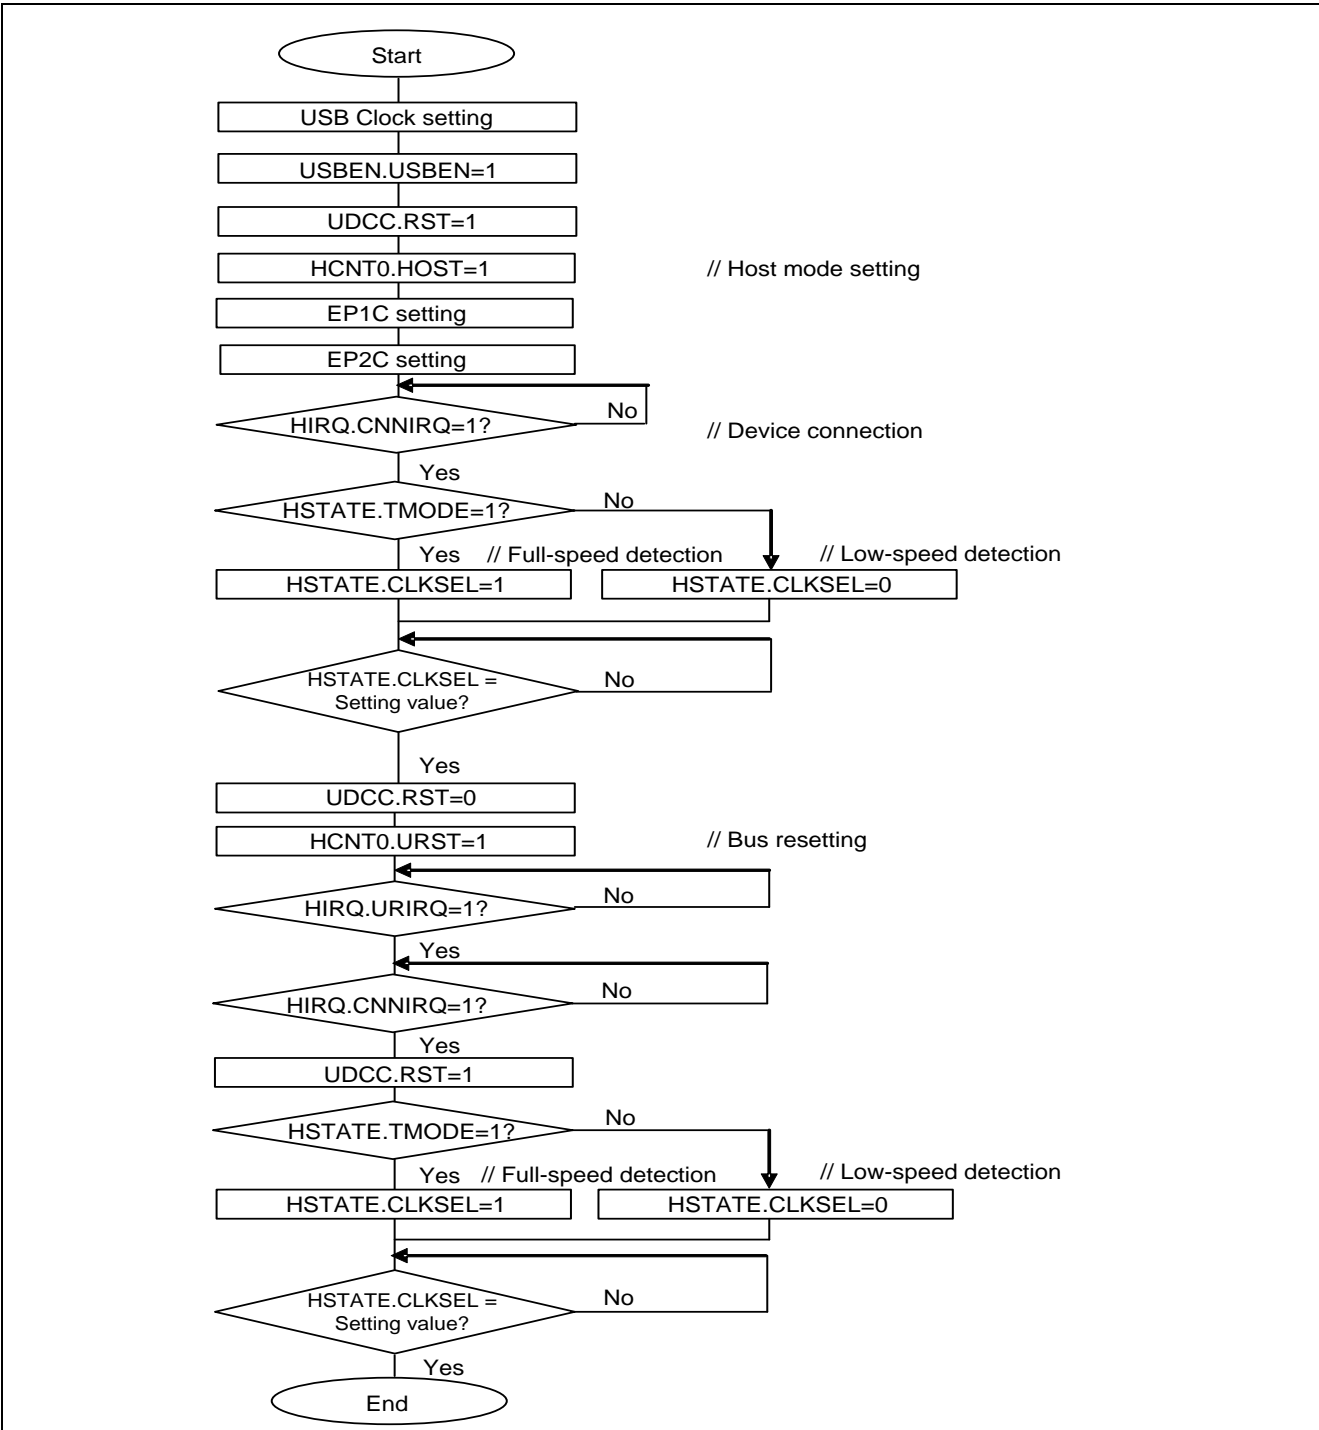 Start
USB Clock setting
USBEN.USBEN=1
UDCC.RST=1
HCNT0.HOST=1
// Host mode setting
EP1C setting
EP2C setting
No
HIRQ.CNNIRQ=1?
// Device connection
Yes
HSTATE.TMODE=1?
No
Yes
// Full-speed detection
// Low-speed detection
HSTATE.CLKSEL=1
HSTATE.CLKSEL=0
HSTATE.CLKSEL =
Setting value?
No
Yes
UDCC.RST=0
HCNT0.URST=1
// Bus resetting
HIRQ.URIRQ=1?
No
Yes
HIRQ.CNNIRQ=1?
No
Yes
UDCC.RST=1
HSTATE.TMODE=1?
No
Yes
// Full-speed detection
// Low-speed detection
HSTATE.CLKSEL=1
HSTATE.CLKSEL=0
HSTATE.CLKSEL =
Setting value?
No
Yes
End